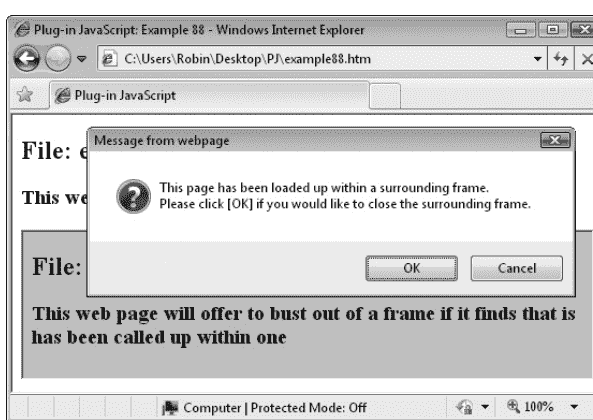 Plug-in JavaScript: Example 88 - Windows Internet Explorer
C:\Users\Robin\Desktop\PJ\example88.htm
Plug-in JavaScript
File:
Message from webpage
This page has been loaded up within a surrounding frame.
Please click [OK] if you would like to close the surrounding frame.
This we
OK
Cancel
File:
This web page will offer to bust out of a frame if it finds that is
has been called up within one
Computer | Protected Mode: Off
100%